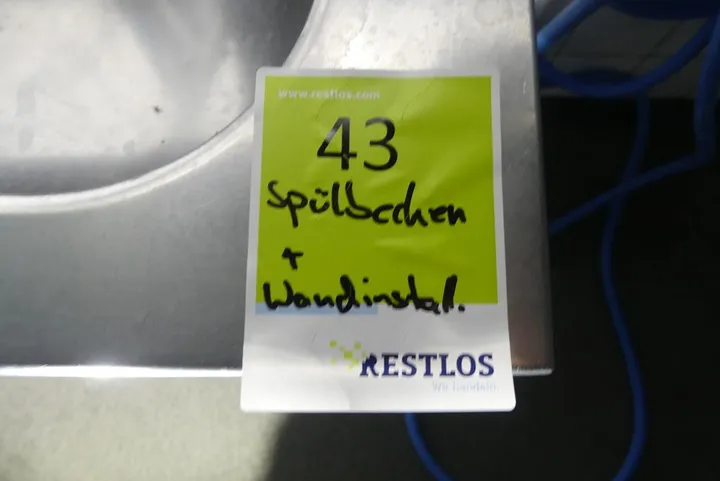 www.restlos.com
43
Spülbecken
+
Wandinstall.
RESTLOS
Wir handeln